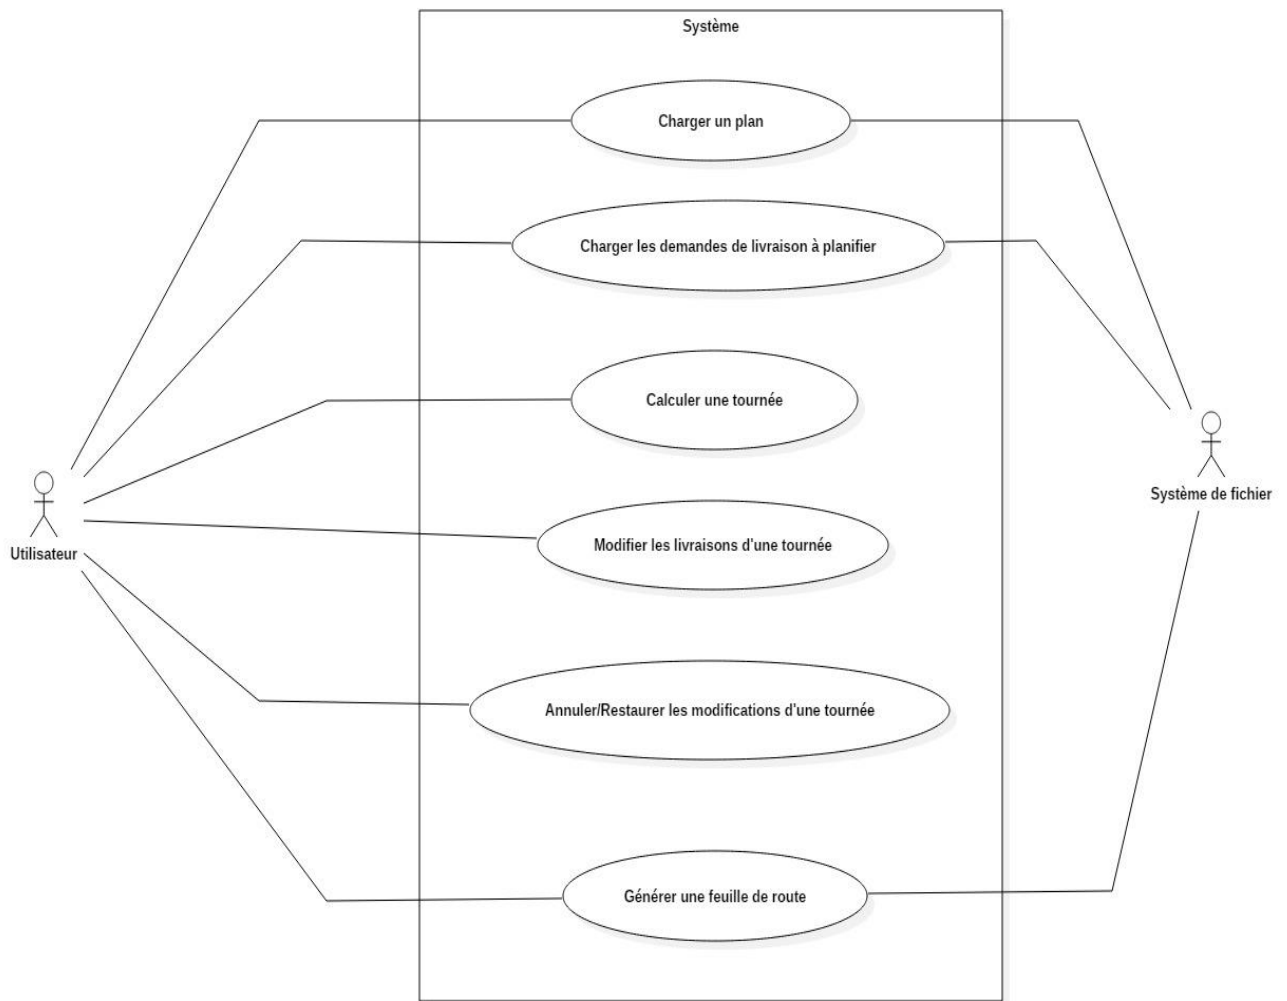 Système
Charger un plan
Charger les demandes de livraison à planifier
Calculer une tournée
Système de fichier
Modifier les livraisons d'une tournée
Utilisateur
Annuler/Restaurer les modifications d'une tournée
Générer une feuille de route